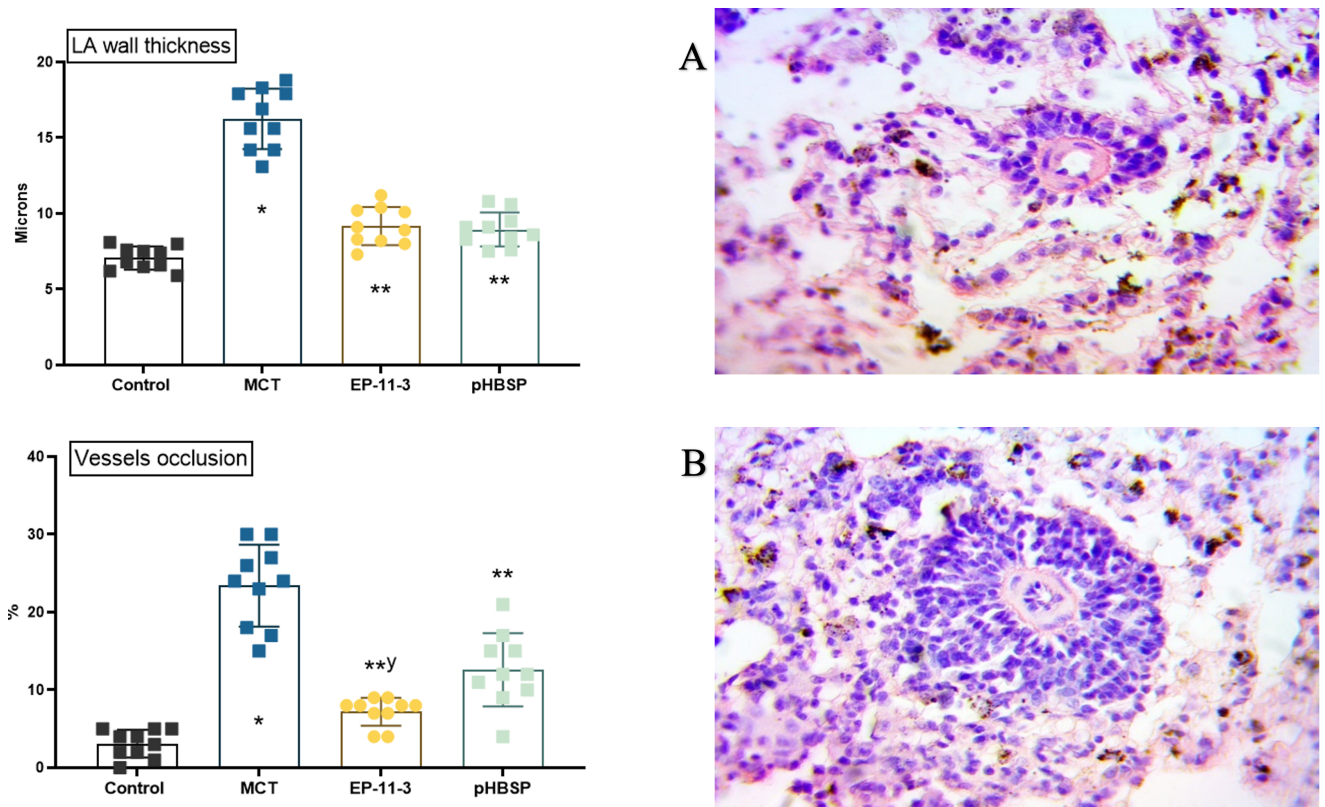 LA wall thickness
20
15
10
5
0
Microns
*
**
**
Control MCT EP-11-3 pHBSP
A
Vessels occlusion
40
30
20
10
0
%
*
**y
**
Control MCT EP-11-3 pHBSP
B